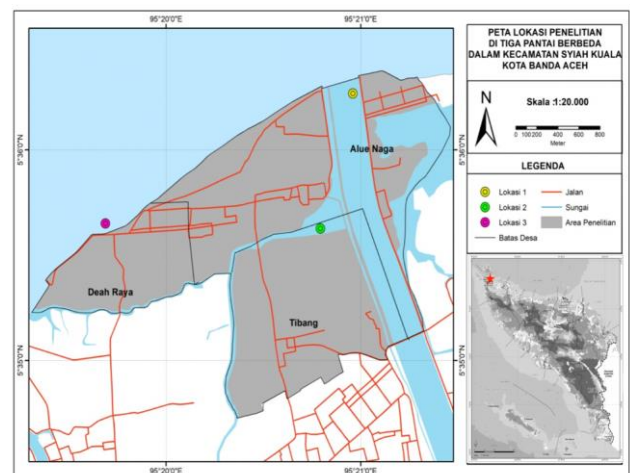 95°20'0"E
95°21'0"E
5°36'0"N
5°35'0"N
Alue Naga
Deah Raya
Tibang
5°36'0"N
5°35'0"N
95°20'0"E
95°21'0"E
PETA LOKASI PENELITIAN
DI TIGA PANTAI BERBEDA
DALAM KECAMATAN SYIAH KUALA
KOTA BANDA ACEH
N
Skala :1:20.000
0 100 200 400 600 800
Meter
LEGENDA
Lokasi 1
Lokasi 2
Lokasi 3
Batas Desa
Jalan
Sungai
Area Penelitian